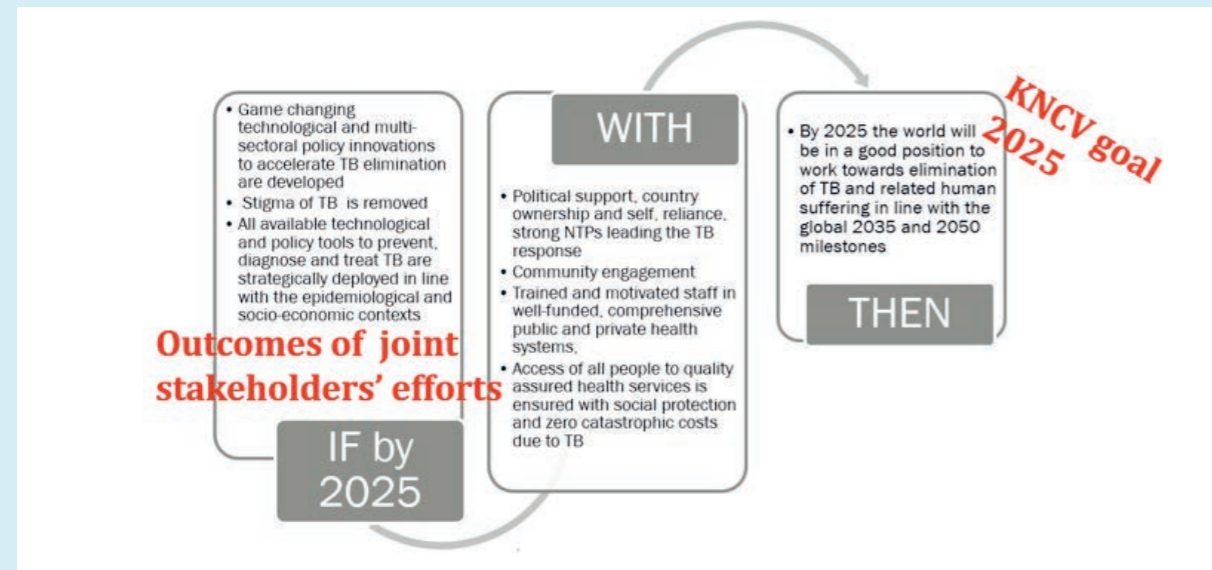 • Game changing
technological and multi-
sectoral policy innovations
to accelerate TB elimination
are developed
• Stigma of TB is removed
• All available technological
and policy tools to prevent,
diagnose and treat TB are
strategically deployed in line
with the epidemiological and
socio-economic contexts
Outcomes of joint
stakeholders' efforts
IF by
2025
WITH
• Political support, country
ownership and self, reliance,
strong NTPs leading the TB
response
• Community engagement
• Trained and motivated staff in
well-funded, comprehensive
public and private health
systems,
• Access of all people to quality
assured health services is
ensured with social protection
and zero catastrophic costs
due to TB
KNCV goal
2025
• By 2025 the world will
be in a good position to
work towards elimination
of TB and related human
suffering in line with the
global 2035 and 2050
milestones
THEN